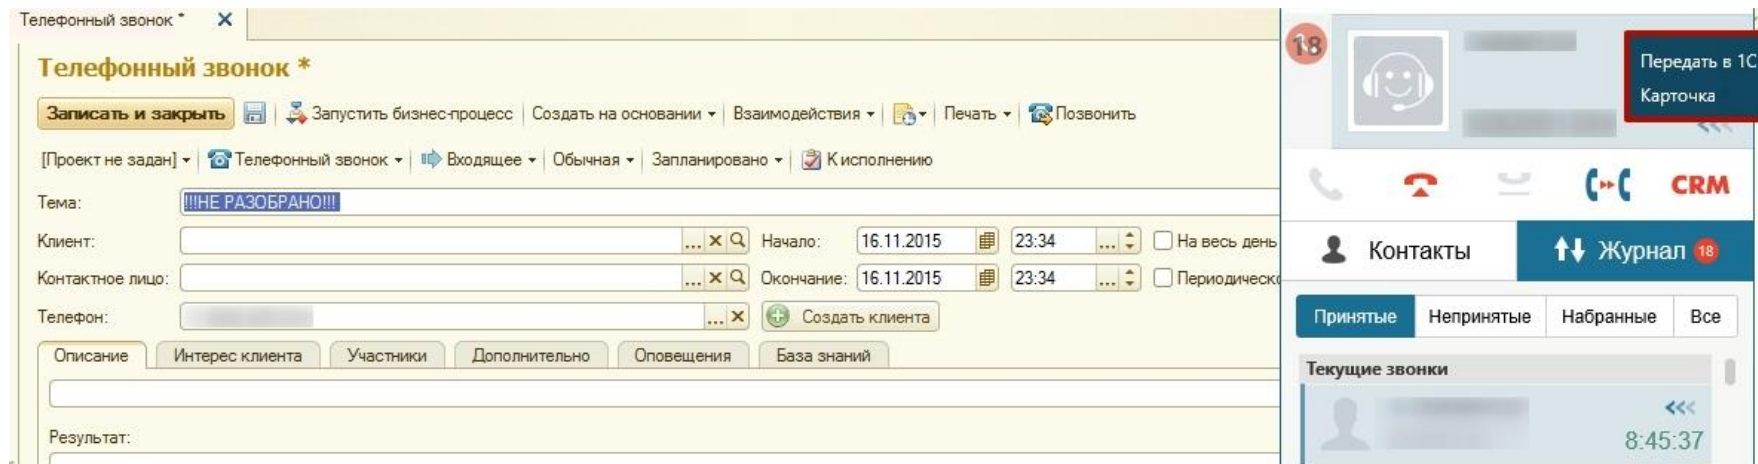 Телефонный звонок *
Телефонный звонок *
Записать и закрыть Запустить бизнес-процесс Создать на основании Взаимодействия Печать Позвонить
[Проект не задан] Телефонный звонок Входящее Обычная Запланировано К исполнению
Тема: !!!НЕ РАЗОБРАНО!!!
Клиент: ... Начало: 16.11.2015 23:34 ... На весь день
Контактное лицо: ... Окончание: 16.11.2015 23:34 ... Периодическо
Телефон: ... Создать клиента
Описание Интерес клиента Участники Дополнительно Оповещения База знаний
Результат:
18
Передать в 1С
Карточка
CRM
Контакты Журнал 18
Принятые Непринятые Набранные Все
Текущие звонки
8:45:37